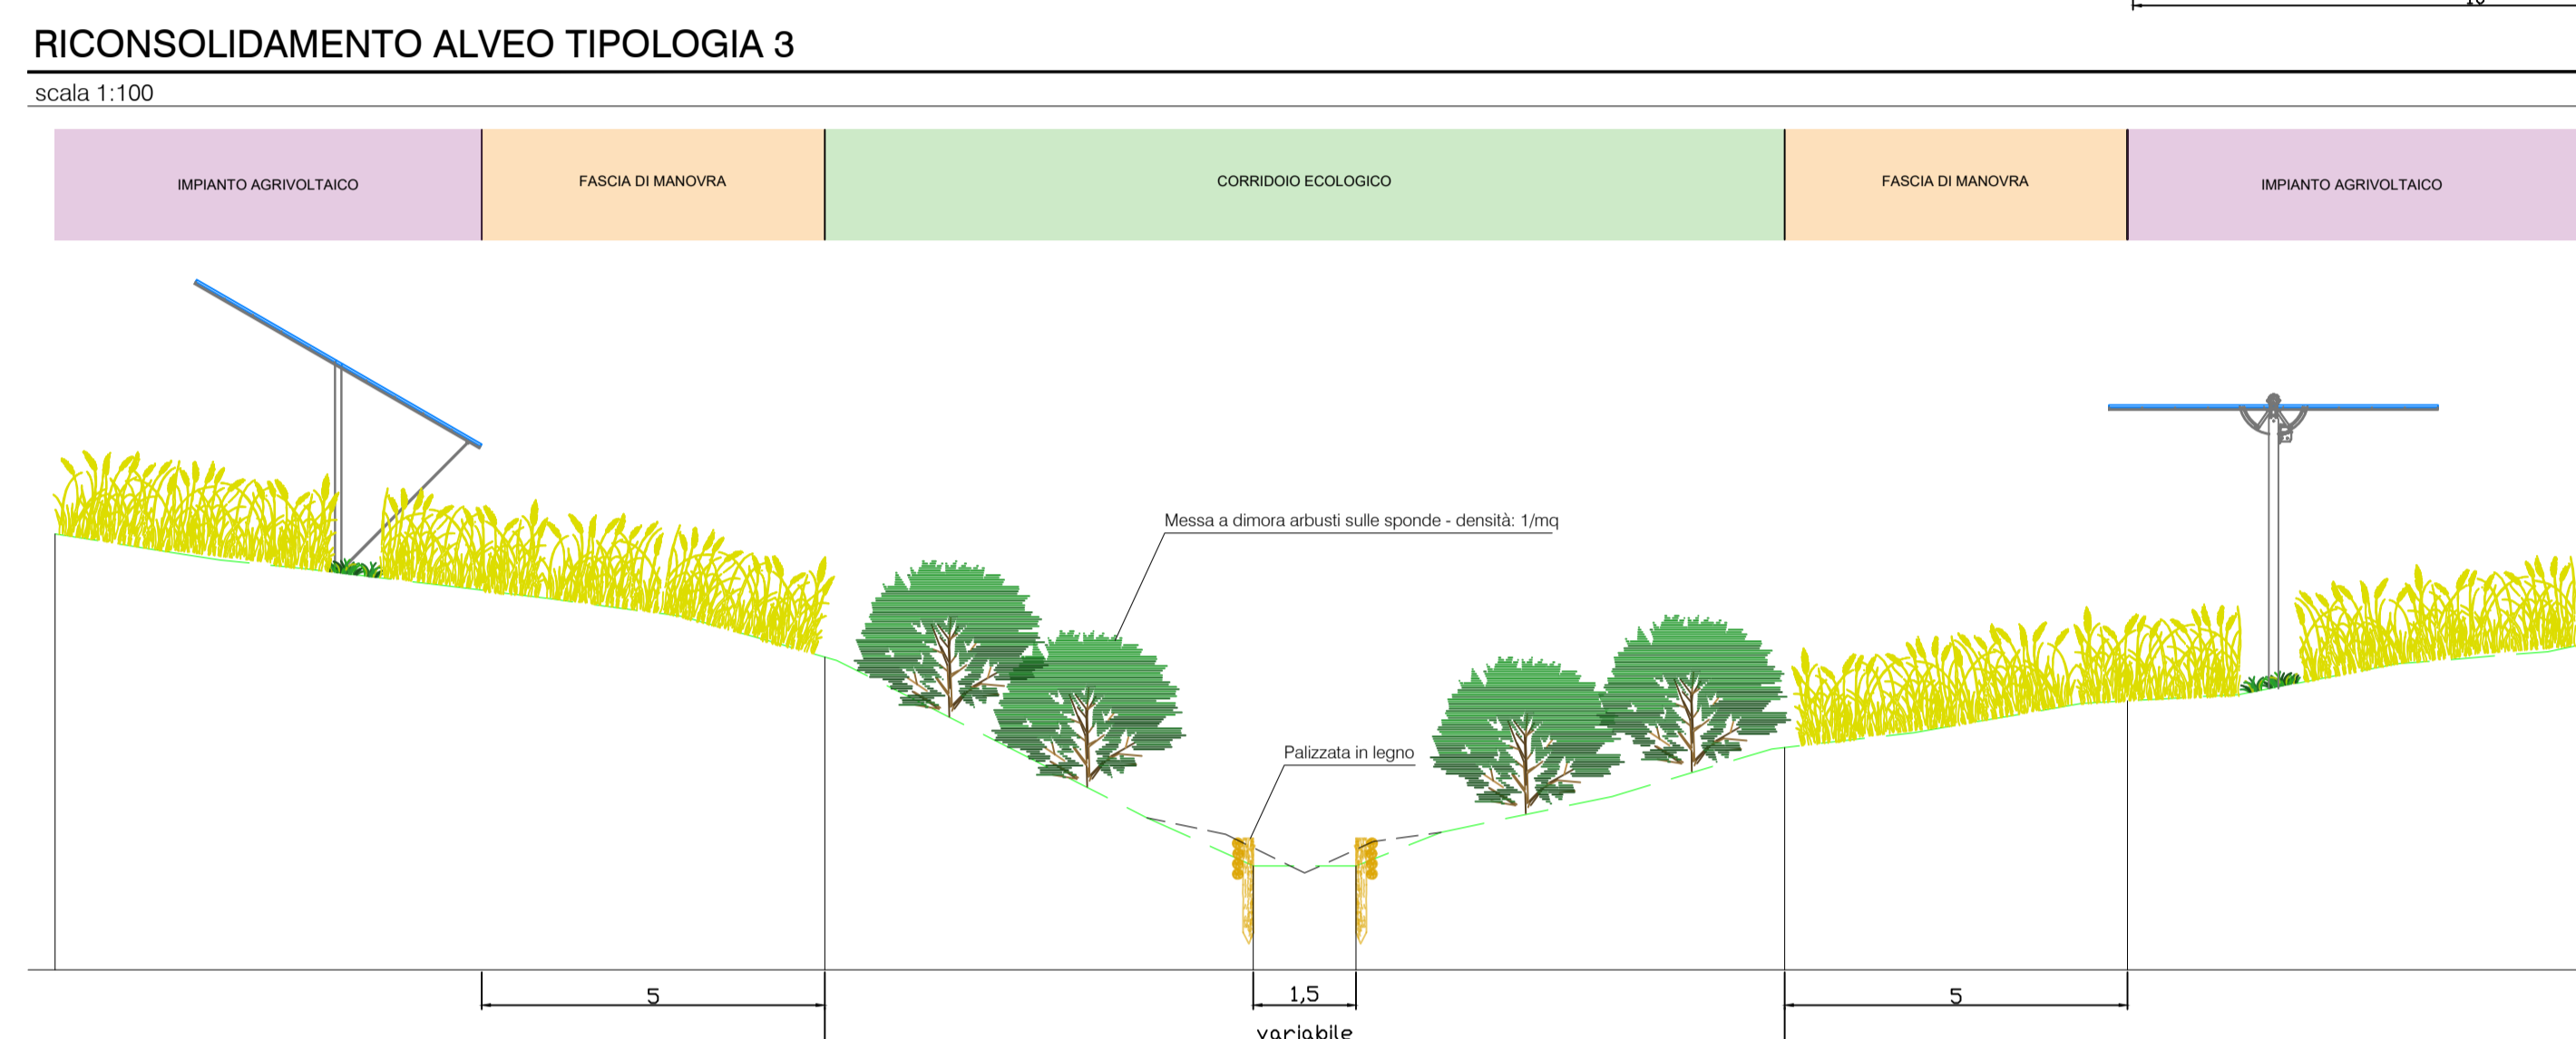 RICONSOLIDAMENTO ALVEO TIPOLOGIA 3
scala 1:100
IMPIANTO AGRIVOLTAICO
FASCIA DI MANOVRA
CORRIDOIO ECOLOGICO
FASCIA DI MANOVRA
IMPIANTO AGRIVOLTAICO
Messa a dimora arbusti sulle sponde - densità: 1/mq
Palizzata in legno
5
1,5
5
variabile